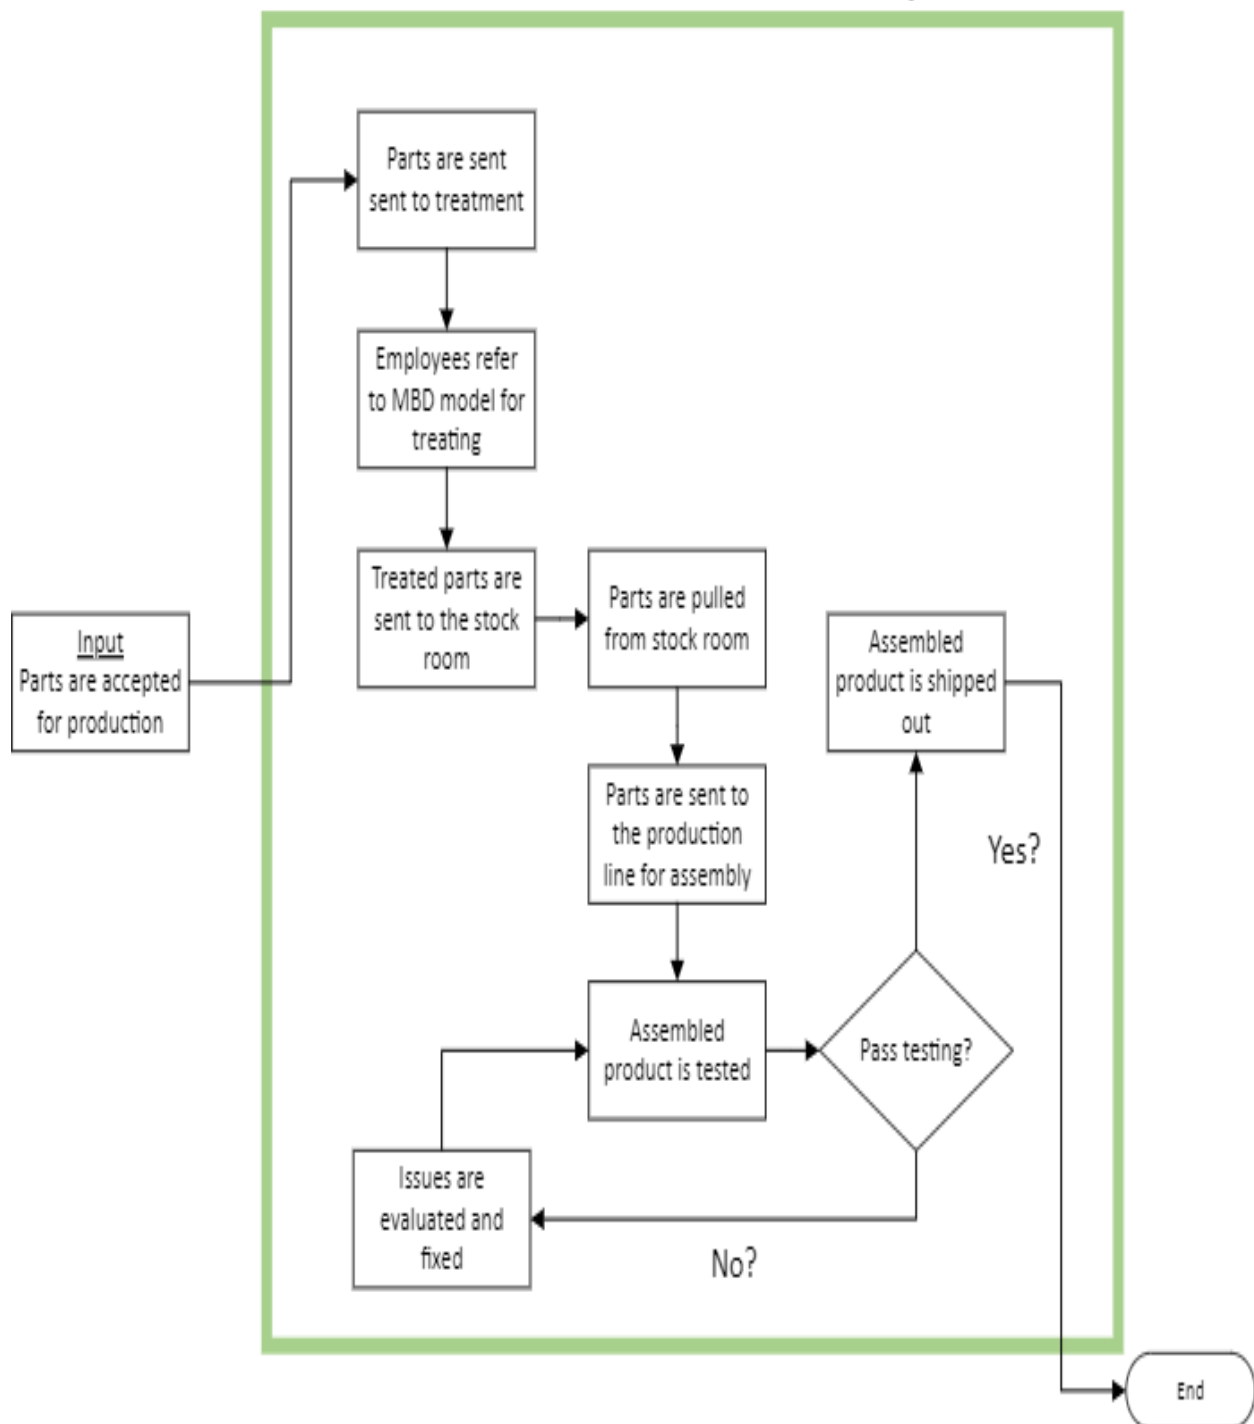 Parts are sent
sent to treatment
Employees refer
to MBD model for
treating
Treated parts are
sent to the stock
room
Parts are pulled
from stock room
Input
Parts are accepted
for production
Assembled
product is shipped
out
Parts are sent to
the production
line for assembly
Yes?
Assembled
product is tested
Pass testing?
Issues are
evaluated and
fixed
No?
End